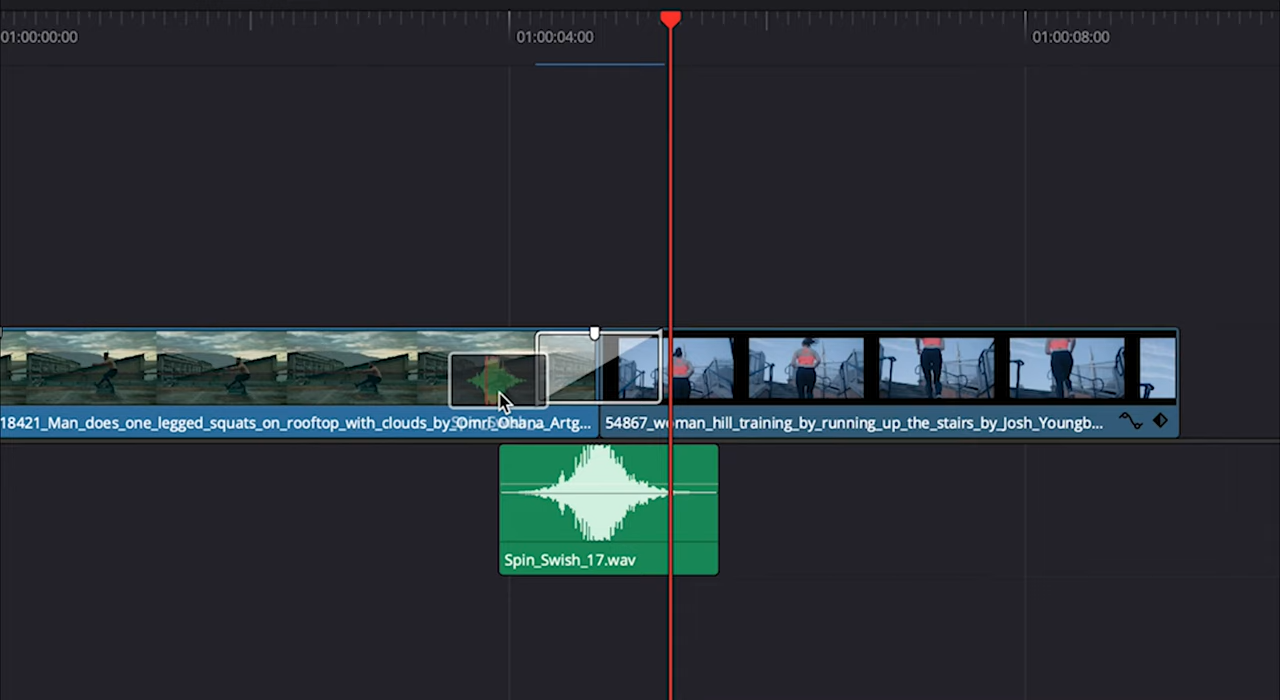 01:00:00:00
01:00:04:00
01:00:08:00
18421_Man_does_one_legged_squats_on_rooftop_with_clouds_by_Omri_Ohana_Artg...
54867_woman_hill_training_by_running_up_the_stairs_by_Josh_Youngb...
Spin_Swish_17.wav